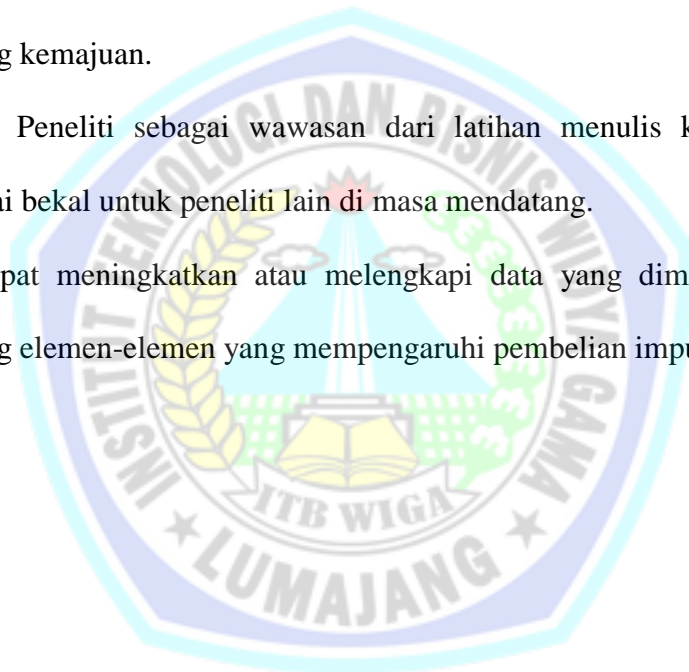 g kemajuan.
Peneliti sebagai wawasan dari latihan menulis k
ai bekal untuk peneliti lain di masa mendatang.
pat meningkatkan atau melengkapi data yang dim
g elemen-elemen yang mempengaruhi pembelian impu
INSTITUT TEKNOLOGI DAN BISNIS WIDYA GAMA
ITB WIGA
LUMAJANG